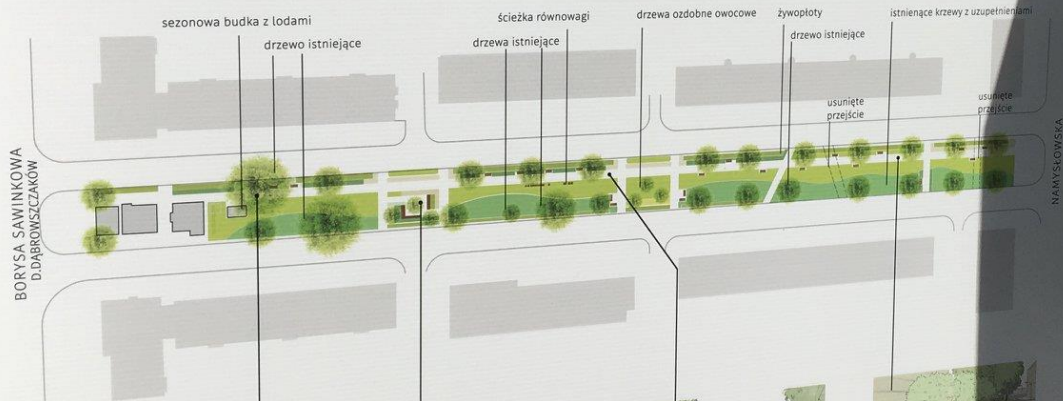 sezonowa budka z lodami
drzewo istniejące
ścieżka równowagi
drzewa istniejące
drzewa ozdobne owocowe
żywopłoty
drzewo istniejące
istnienące krzewy z uzupełnieniami
usunięte
przejście
usunięte
przejście
BORYSA SAWINKOWA
D.DĄBROWSZCZAKÓW
NAMYSŁOWSKA